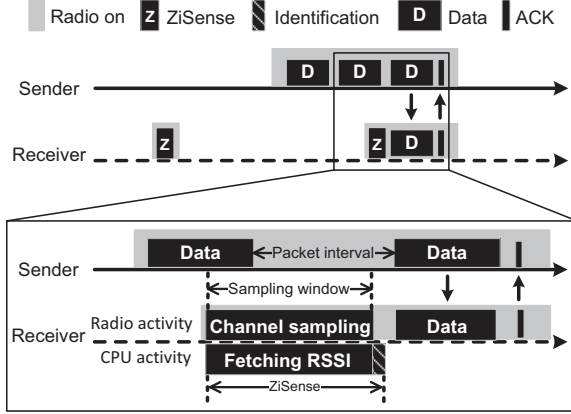 Radio on Z ZiSense Identification D Data ACK
D D D
Sender
Receiver
Z Z D
Data Packet interval Data
Sender
Sampling window
Radio activity Channel sampling Data
Receiver
CPU activity Fetching RSSI
ZiSense